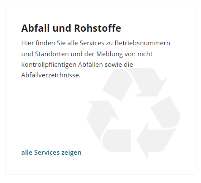 Abfall und Rohstoffe
Hier finden Sie alle Services zu Betriebsnummern
und Standorten und der Meldung von nicht
kontrollpflichtigen Abfällen sowie die
Abfallverzeichnisse.
alle Services zeigen